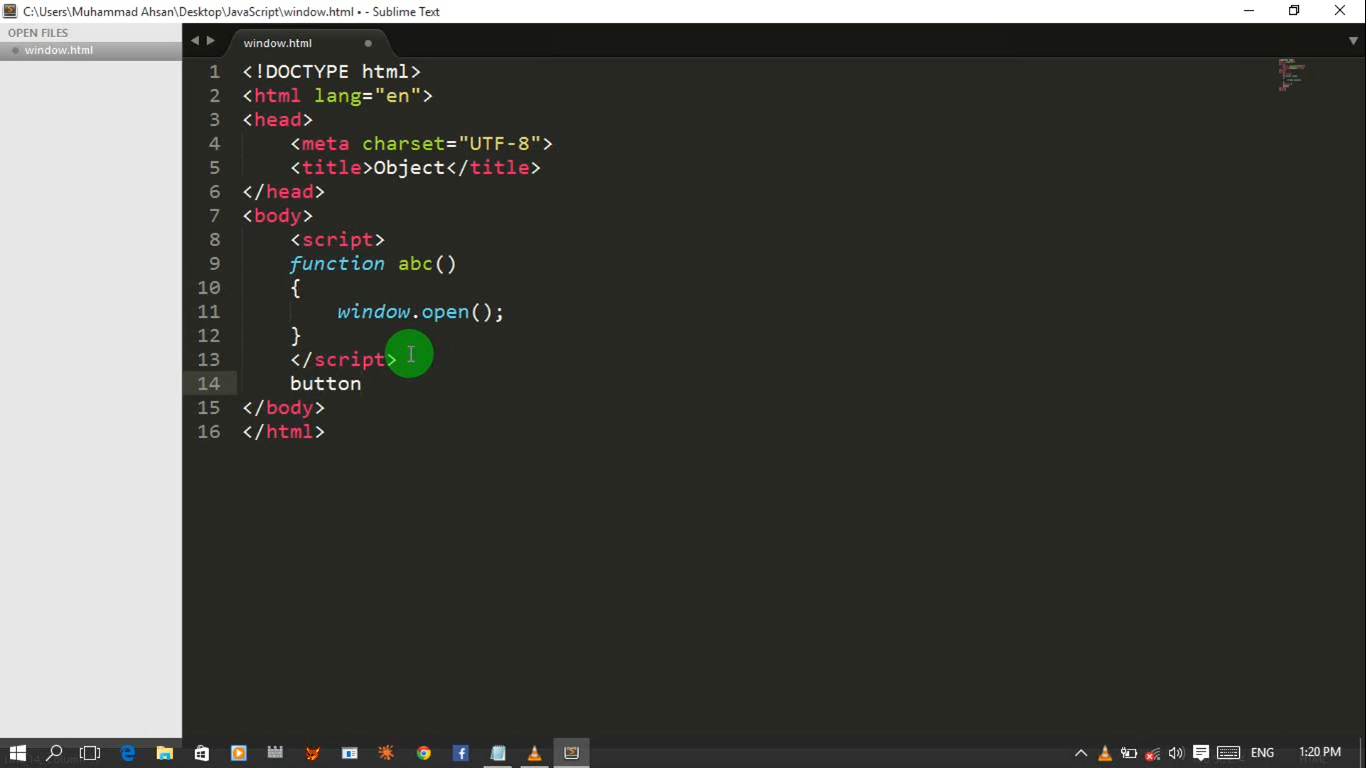 C:\Users\Muhammad Ahsan\Desktop\JavaScript\window.html • - Sublime Text
OPEN FILES
window.html
window.html
1 <!DOCTYPE html>
2 <html lang="en">
3 <head>
4 <meta charset="UTF-8">
5 <title>Object</title>
6 </head>
7 <body>
8 <script>
9 function abc()
10 {
11 window.open();
12 }
13 </script>
14 button
15 </body>
16 </html>
ENG
1:20 PM